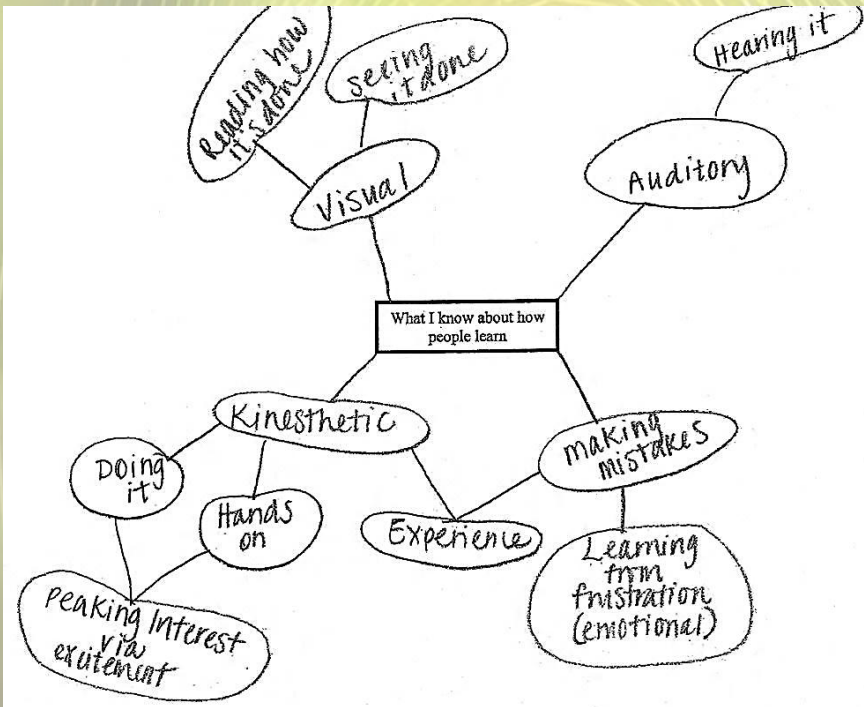 Reading how
it's done
seeing
it done
Hearing it
Visual
Auditory
What I know about how
people learn
Kinesthetic
making
mistakes
Doing
it
Hands
on
Experience
Learning
from
frustration
(emotional)
Peaking Interest
via
excitement